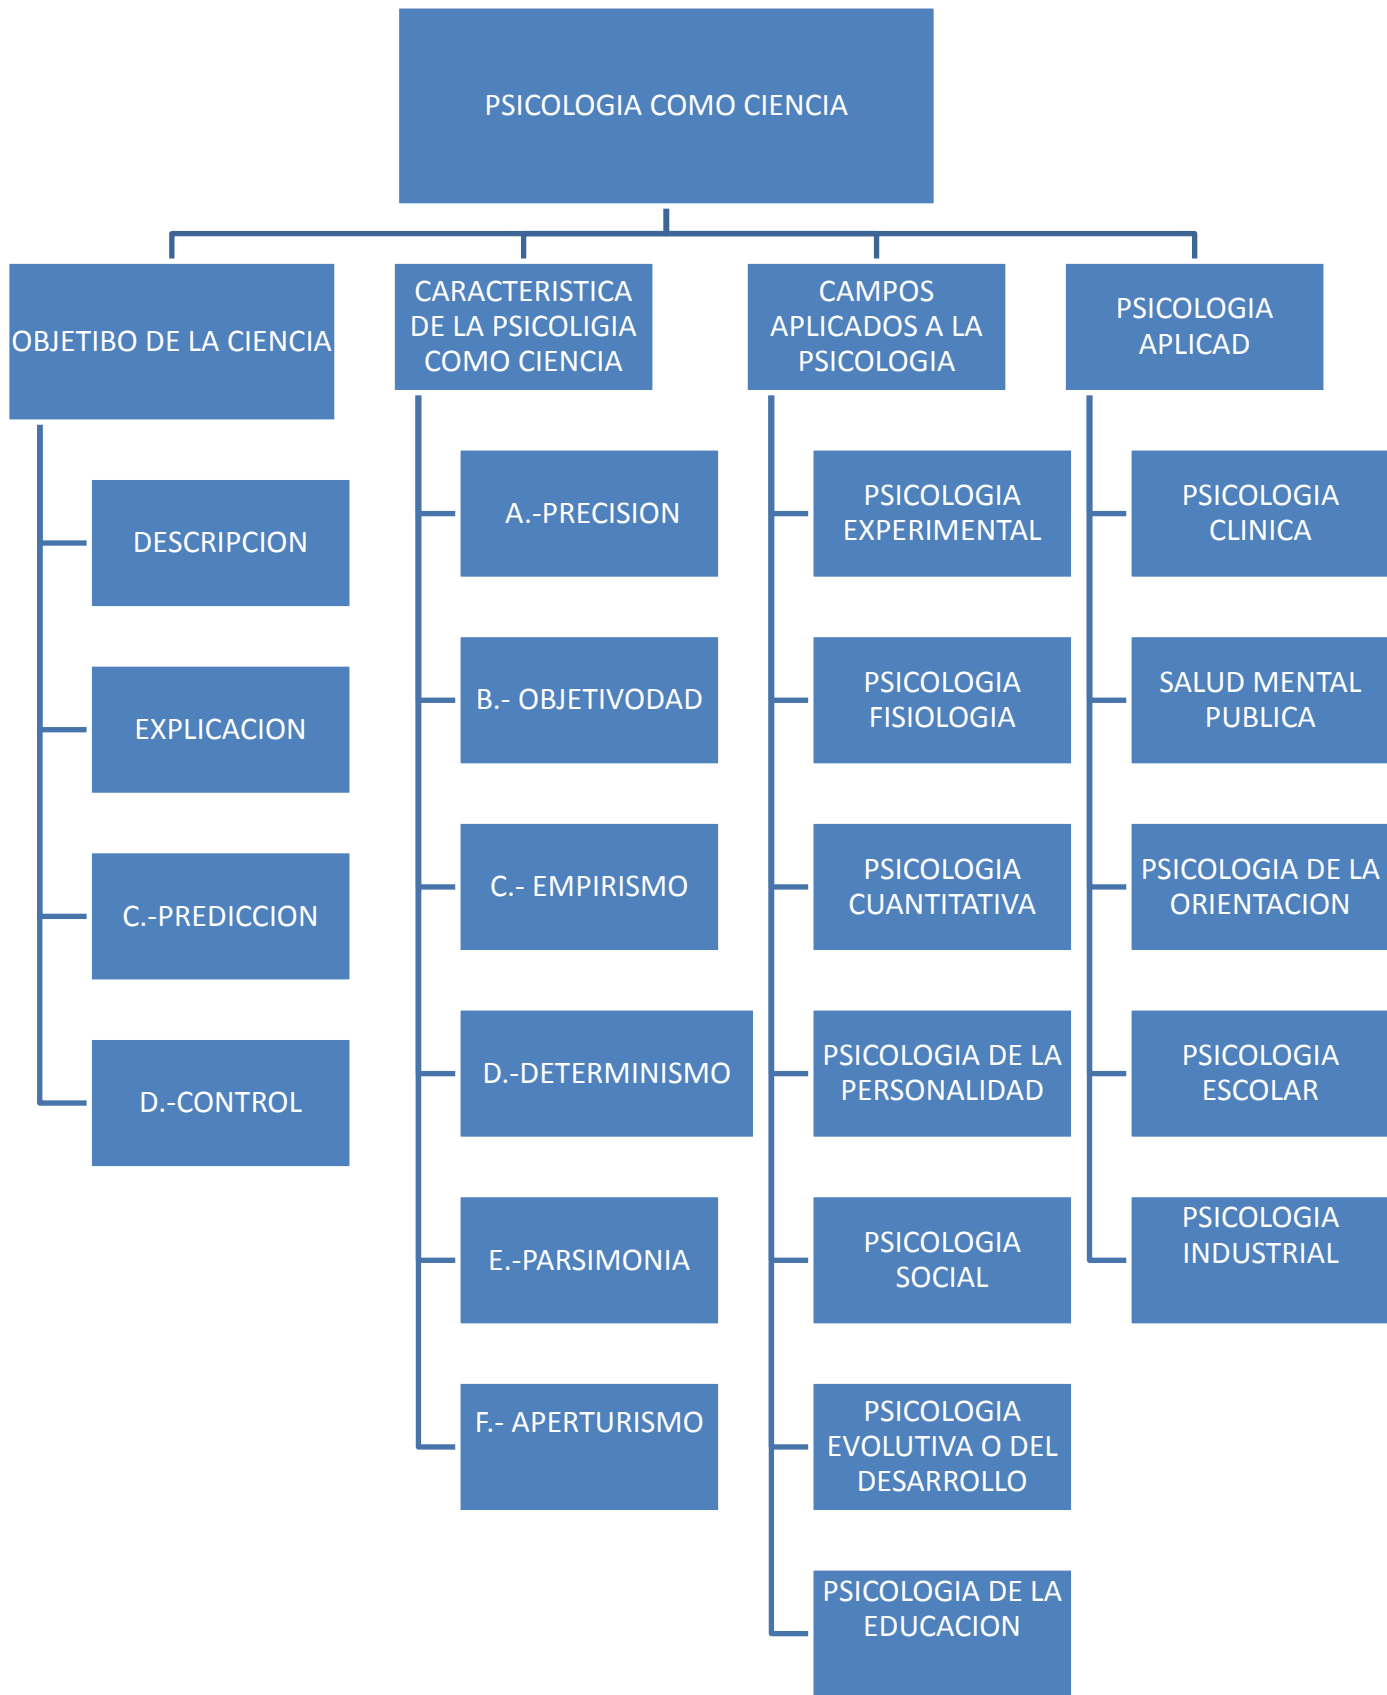 PSICOLOGIA COMO CIENCIA
OBJETIBO DE LA CIENCIA
DESCRIPCION
EXPLICACION
C.-PREDICCION
D.-CONTROL
CARACTERISTICA
DE LA PSICOLIGIA
COMO CIENCIA
A.-PRECISION
B.- OBJETIVODAD
C.- EMPIRISMO
D.-DETERMINISMO
E.-PARSIMONIA
F.- APERTURISMO
CAMPOS
APLICADOS A LA
PSICOLOGIA
PSICOLOGIA
EXPERIMENTAL
PSICOLOGIA
FISIOLOGIA
PSICOLOGIA
CUANTITATIVA
PSICOLOGIA DE LA
PERSONALIDAD
PSICOLOGIA
SOCIAL
PSICOLOGIA
EVOLUTIVA O DEL
DESARROLLO
PSICOLOGIA DE LA
EDUCACION
PSICOLOGIA
APLICAD
PSICOLOGIA
CLINICA
SALUD MENTAL
PUBLICA
PSICOLOGIA DE LA
ORIENTACION
PSICOLOGIA
ESCOLAR
PSICOLOGIA
INDUSTRIAL